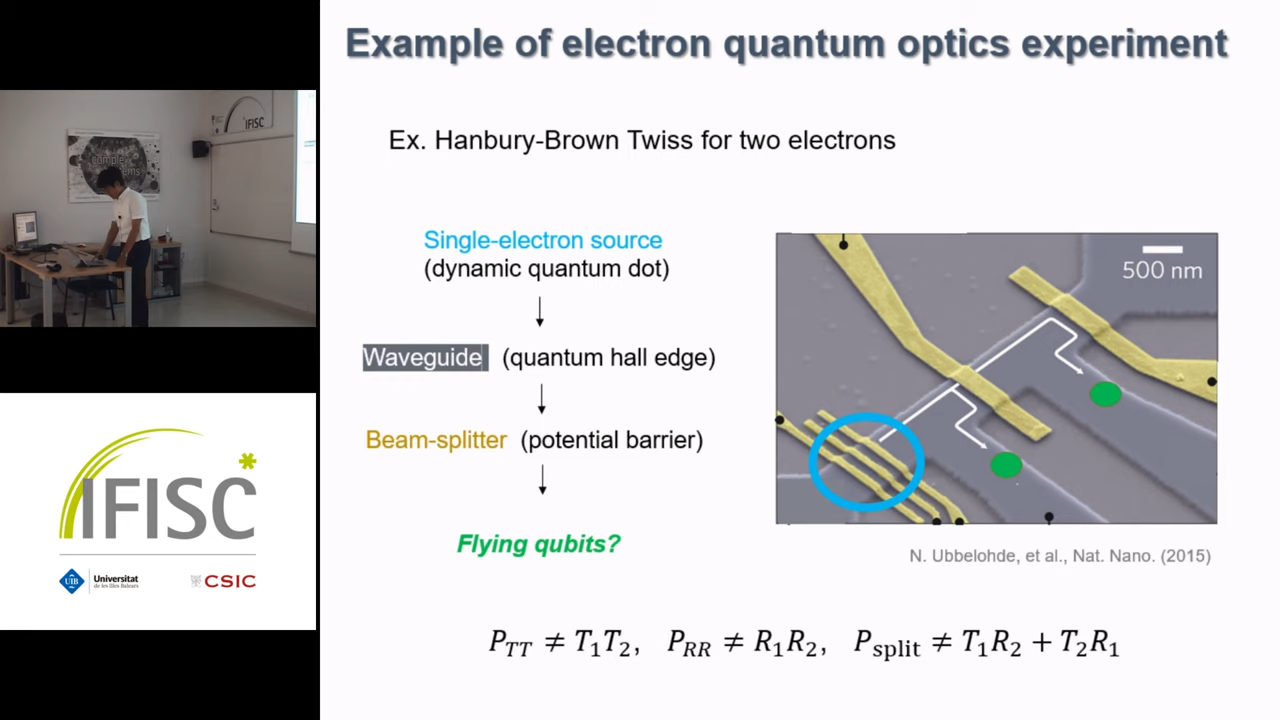 Example of electron quantum optics experiment
Ex. Hanbury-Brown Twiss for two electrons
Single-electron source
(dynamic quantum dot)
Waveguide (quantum hall edge)
Beam-splitter (potential barrier)
Flying qubits?
500 nm
N. Ubbelohde, et al., Nat. Nano. (2015)
P_TT ≠ T₁T₂, P_RR ≠ R₁R₂, P_split ≠ T₁R₂ + T₂R₁
IFISC
IFISC
UIB Universitat
de les Illes Balears
CSIC